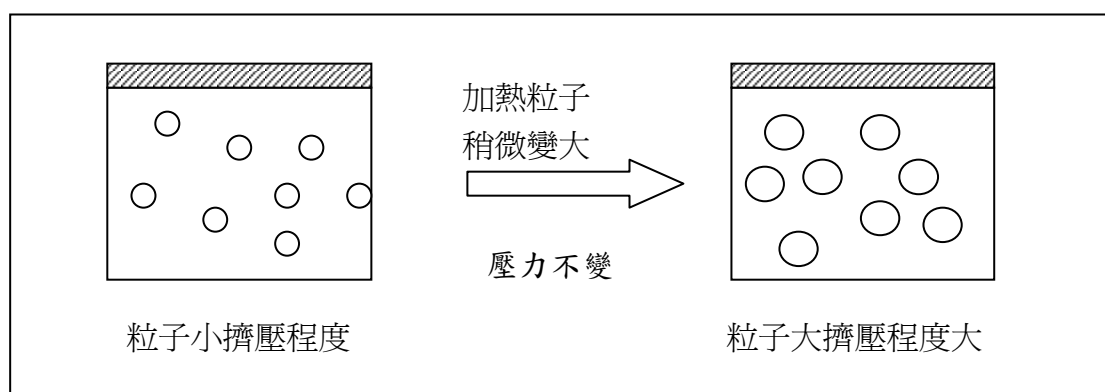 加熱粒子
稍微變大
壓力不變
粒子小擠壓程度
粒子大擠壓程度大